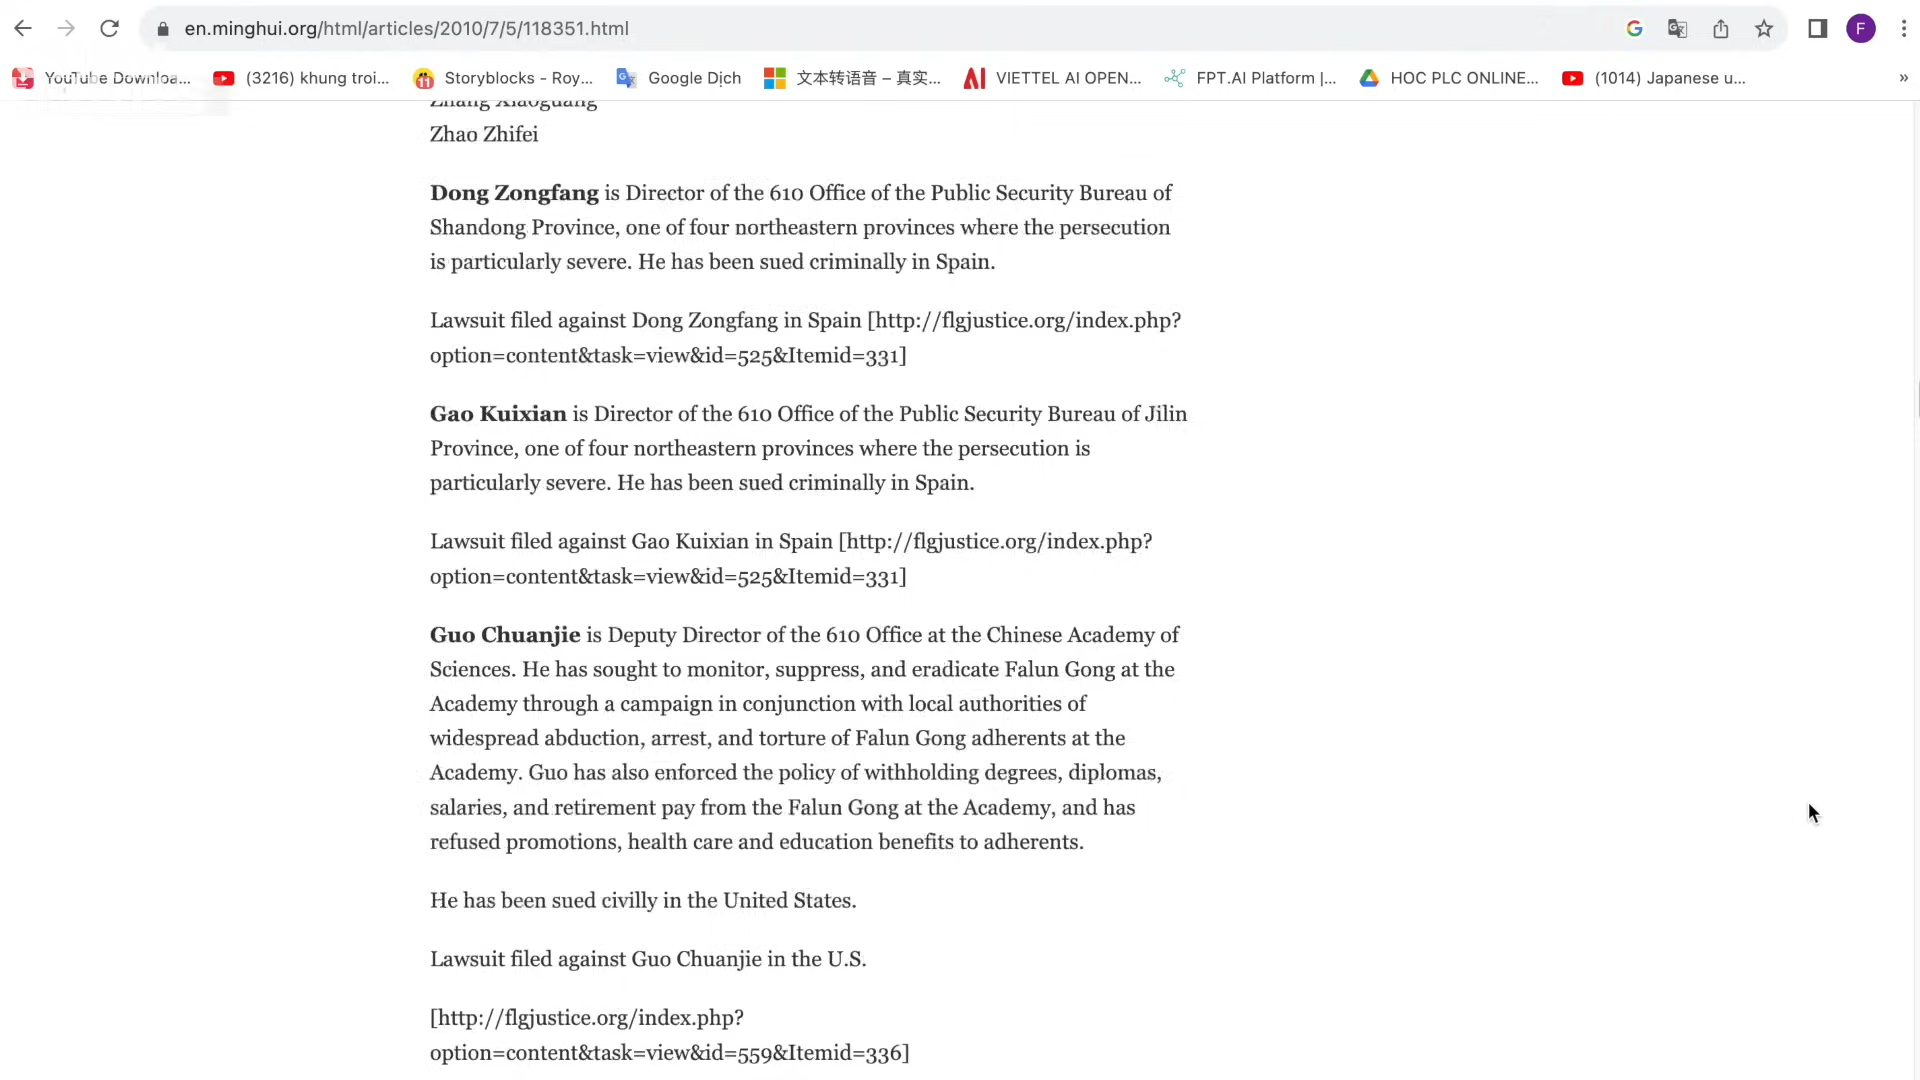 en.minghui.org/html/articles/2010/7/5/118351.html
F
YouTube Downloa...
(3216) khung troi...
Storyblocks - Roy...
Google Dịch
文本转语音 – 真实...
VIETTEL AI OPEN...
FPT.AI Platform |...
HOC PLC ONLINE...
(1014) Japanese u...
»
Zhang Xiaoguang
Zhao Zhifei
Dong Zongfang is Director of the 610 Office of the Public Security Bureau of
Shandong Province, one of four northeastern provinces where the persecution
is particularly severe. He has been sued criminally in Spain.
Lawsuit filed against Dong Zongfang in Spain [http://flgjustice.org/index.php?
option=content&task=view&id=525&Itemid=331]
Gao Kuixian is Director of the 610 Office of the Public Security Bureau of Jilin
Province, one of four northeastern provinces where the persecution is
particularly severe. He has been sued criminally in Spain.
Lawsuit filed against Gao Kuixian in Spain [http://flgjustice.org/index.php?
option=content&task=view&id=525&Itemid=331]
Guo Chuanjie is Deputy Director of the 610 Office at the Chinese Academy of
Sciences. He has sought to monitor, suppress, and eradicate Falun Gong at the
Academy through a campaign in conjunction with local authorities of
widespread abduction, arrest, and torture of Falun Gong adherents at the
Academy. Guo has also enforced the policy of withholding degrees, diplomas,
salaries, and retirement pay from the Falun Gong at the Academy, and has
refused promotions, health care and education benefits to adherents.
He has been sued civilly in the United States.
Lawsuit filed against Guo Chuanjie in the U.S.
[http://flgjustice.org/index.php?
option=content&task=view&id=559&Itemid=336]